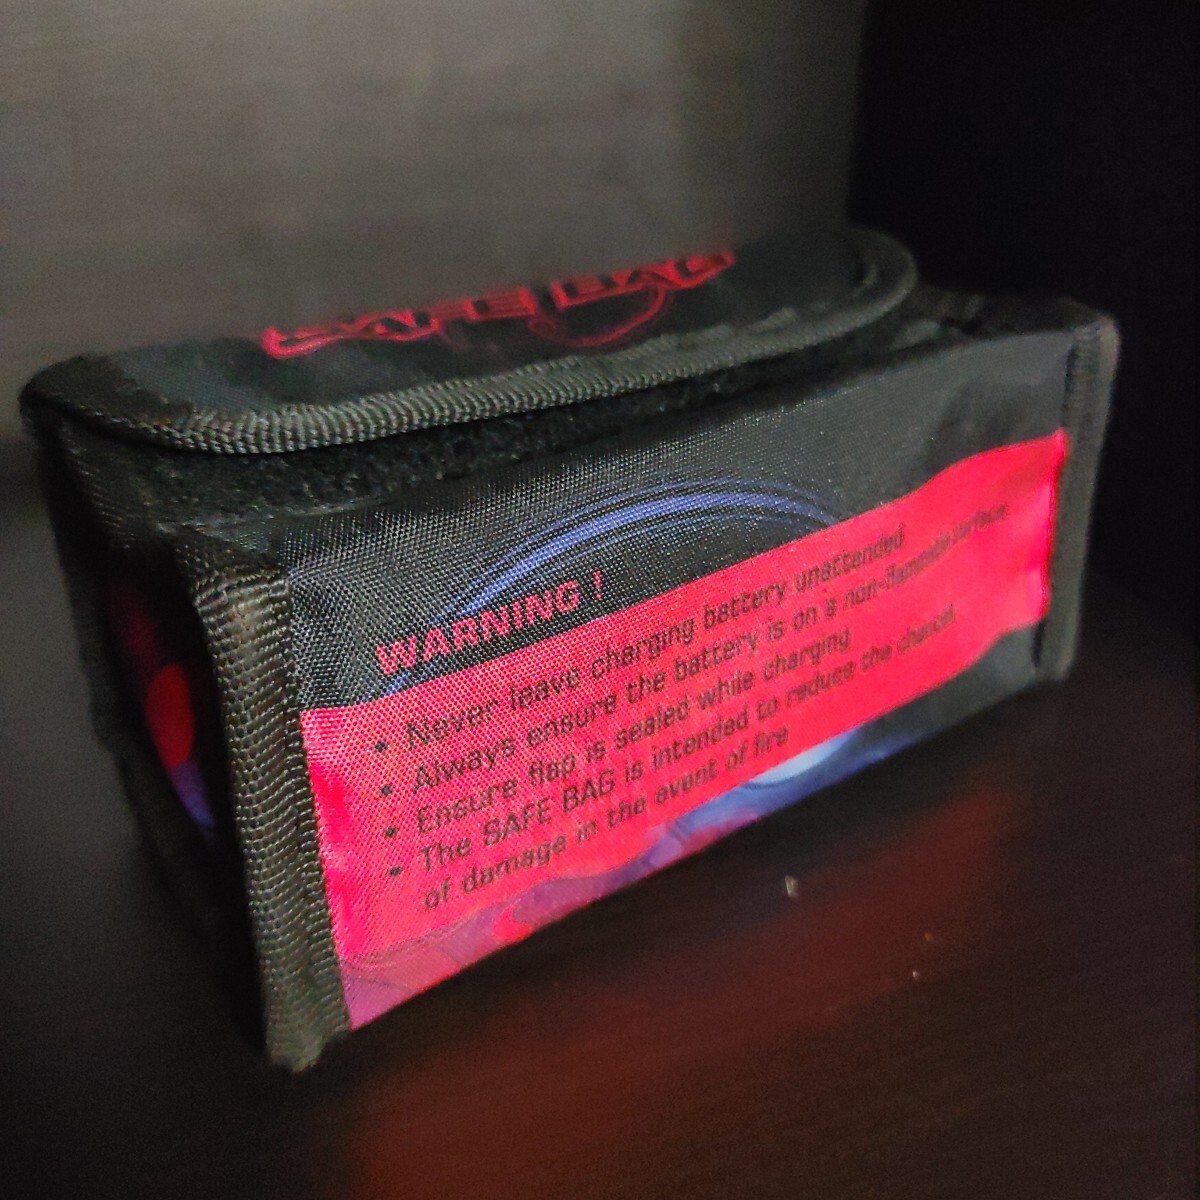 SAFE BAG
WARNING !
• Never leave charging battery unattended
• Always ensure the battery is on a non-flammable surface
• Ensure flap is sealed while charging
• The SAFE BAG is intended to reduce the chances
of damage in the event of fire